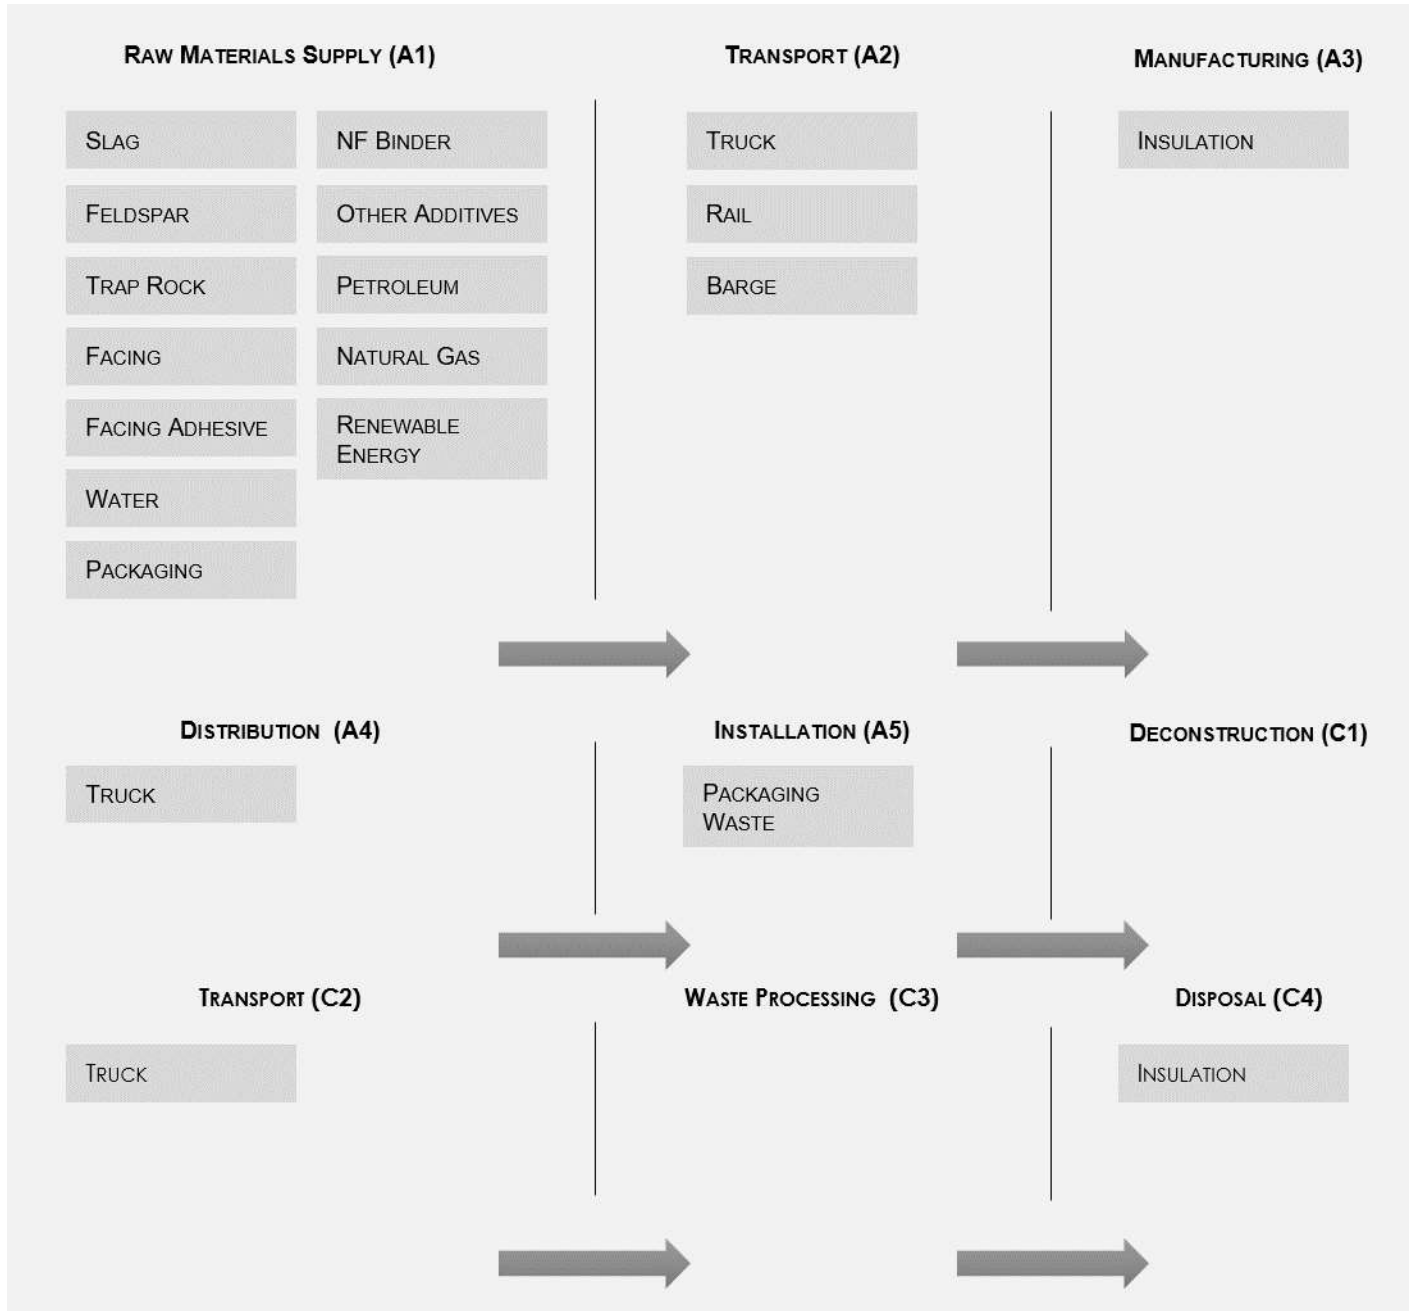 RAW MATERIALS SUPPLY (A1)
SLAG
FELDSPAR
TRAP ROCK
FACING
FACING ADHESIVE
WATER
PACKAGING
NF BINDER
OTHER ADDITIVES
PETROLEUM
NATURAL GAS
RENEWABLE
ENERGY
TRANSPORT (A2)
TRUCK
RAIL
BARGE
MANUFACTURING (A3)
INSULATION
DISTRIBUTION (A4)
TRUCK
INSTALLATION (A5)
PACKAGING
WASTE
DECONSTRUCTION (C1)
TRANSPORT (C2)
TRUCK
WASTE PROCESSING (C3)
DISPOSAL (C4)
INSULATION